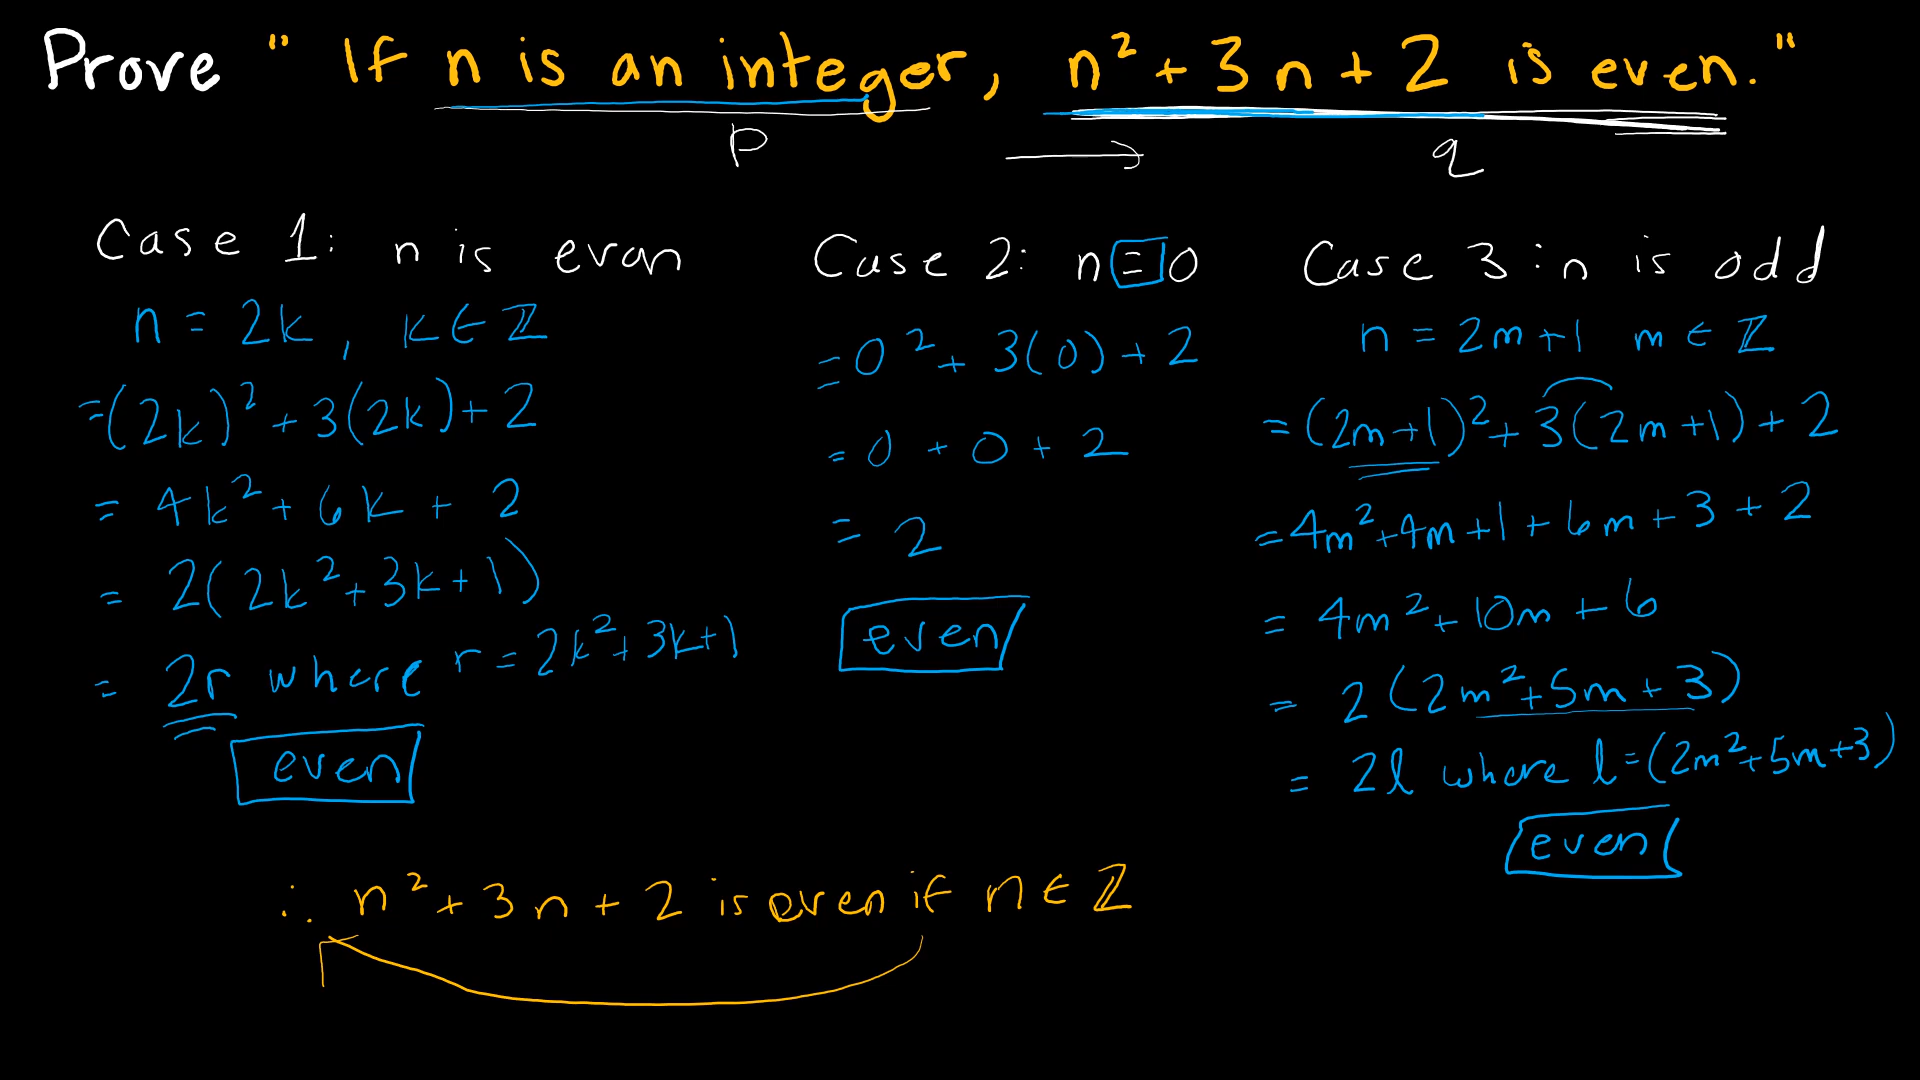 Prove " If n is an integer, n² + 3n + 2 is even."
p → q
Case 1: n is even
n = 2k, k ∈ ℤ
= (2k)² + 3(2k) + 2
= 4k² + 6k + 2
= 2(2k² + 3k + 1)
= 2r where r = 2k² + 3k + 1
even
Case 2: n = 0
= 0² + 3(0) + 2
= 0 + 0 + 2
= 2
even
Case 3: n is odd
n = 2m + 1 m ∈ ℤ
= (2m + 1)² + 3(2m + 1) + 2
= 4m² + 4m + 1 + 6m + 3 + 2
= 4m² + 10m + 6
= 2(2m² + 5m + 3)
= 2l where l = (2m² + 5m + 3)
even
∴ n² + 3n + 2 is even if n ∈ ℤ